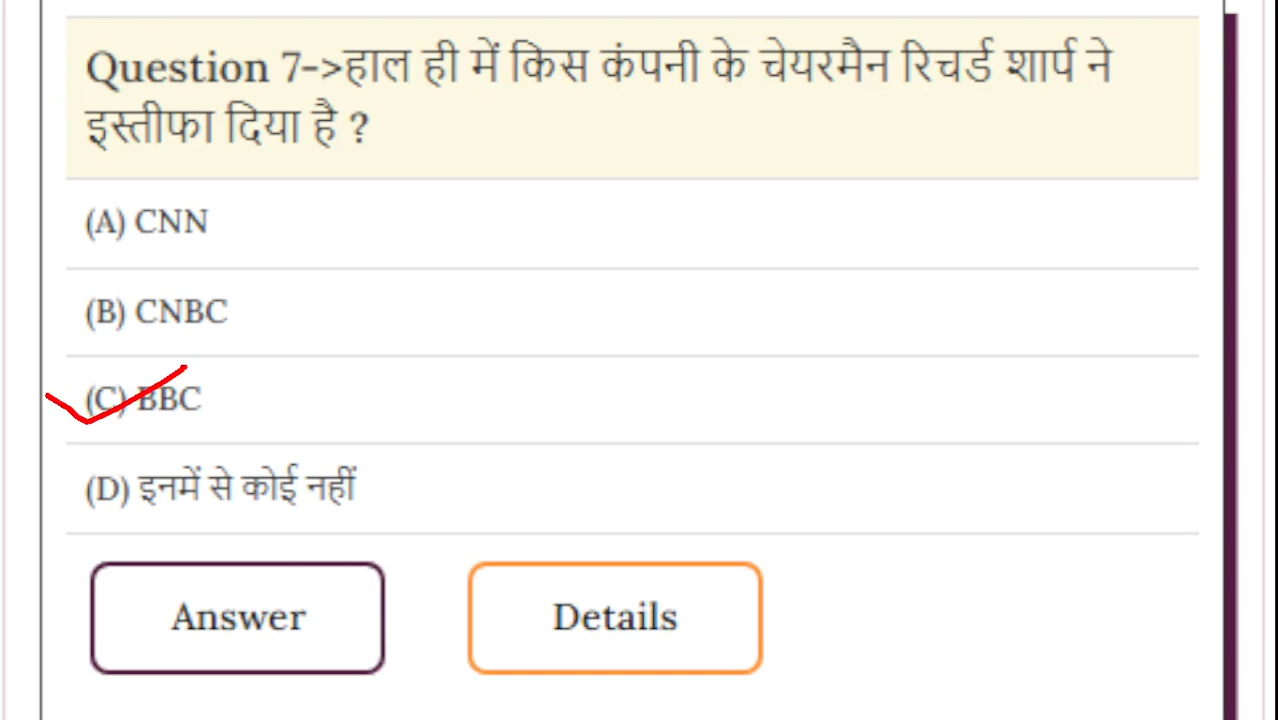 Question 7->हाल ही में किस कंपनी के चेयरमैन रिचर्ड शार्प ने
इस्तीफा दिया है ?
(A) CNN
(B) CNBC
(C) BBC
(D) इनमें से कोई नहीं
Answer
Details